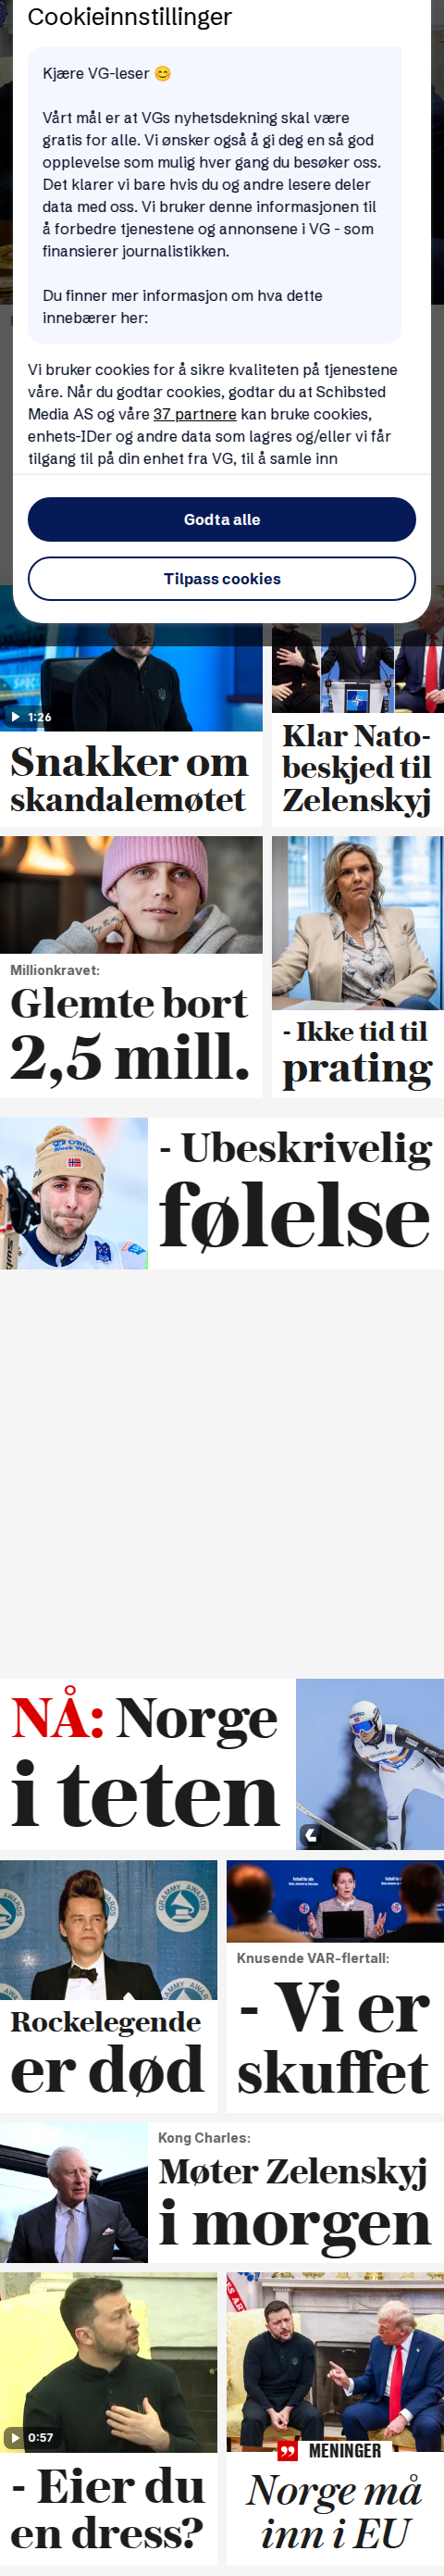 Cookieinnstillinger
Kjære VG-leser 😊
Vårt mål er at VGs nyhetsdekning skal være
gratis for alle. Vi ønsker også å gi deg en så god
opplevelse som mulig hver gang du besøker oss.
Det klarer vi bare hvis du og andre lesere deler
data med oss. Vi bruker denne informasjonen til
å forbedre tjenestene og annonsene i VG - som
finansierer journalistikken.
Du finner mer informasjon om hva dette
innebærer her:
Vi bruker cookies for å sikre kvaliteten på tjenestene
våre. Når du godtar cookies, godtar du at Schibsted
Media AS og våre 37 partnere kan bruke cookies,
enhets-IDer og andre data som lagres og/eller vi får
tilgang til på din enhet fra VG, til å samle inn
Godta alle
Tilpass cookies
1:26
Snakker om
skandalemøtet
Klar Nato-
beskjed til
Zelenskyj
Millionkravet:
Glemte bort
2,5 mill.
- Ikke tid til
prating
- Ubeskrivelig
følelse
NÅ: Norge
i teten
Rockelegende
er død
Knusende VAR-flertall:
- Vi er
skuffet
Kong Charles:
Møter Zelenskyj
i morgen
0:57
- Eier du
en dress?
MENINGER
Norge må
inn i EU